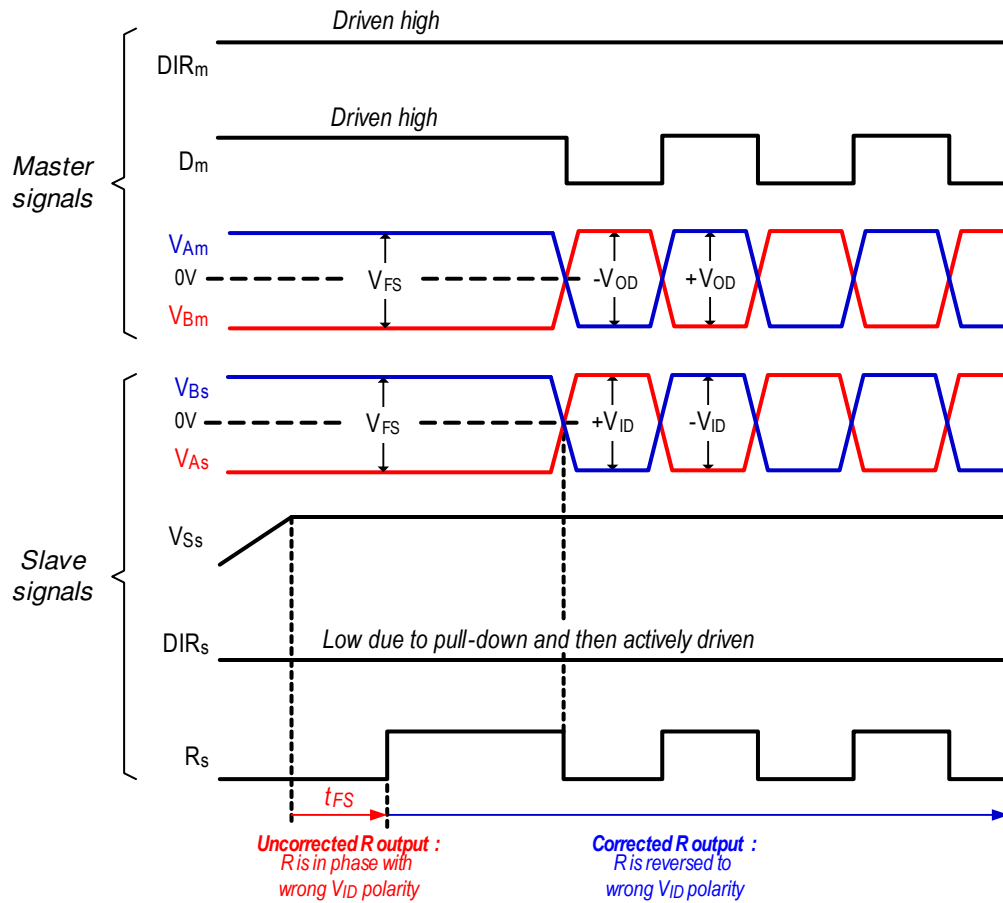 Driven high
DIRm
Driven high
Dm
Master
signals
VAm
0V
VFS
-VOD
+VOD
VBm
VBs
0V
VFS
+VID
-VID
VAs
VSs
Slave
signals
Low due to pull-down and then actively driven
DIRs
Rs
tFS
Uncorrected R output :
R is in phase with
wrong VID polarity
Corrected R output :
R is reversed to
wrong VID polarity